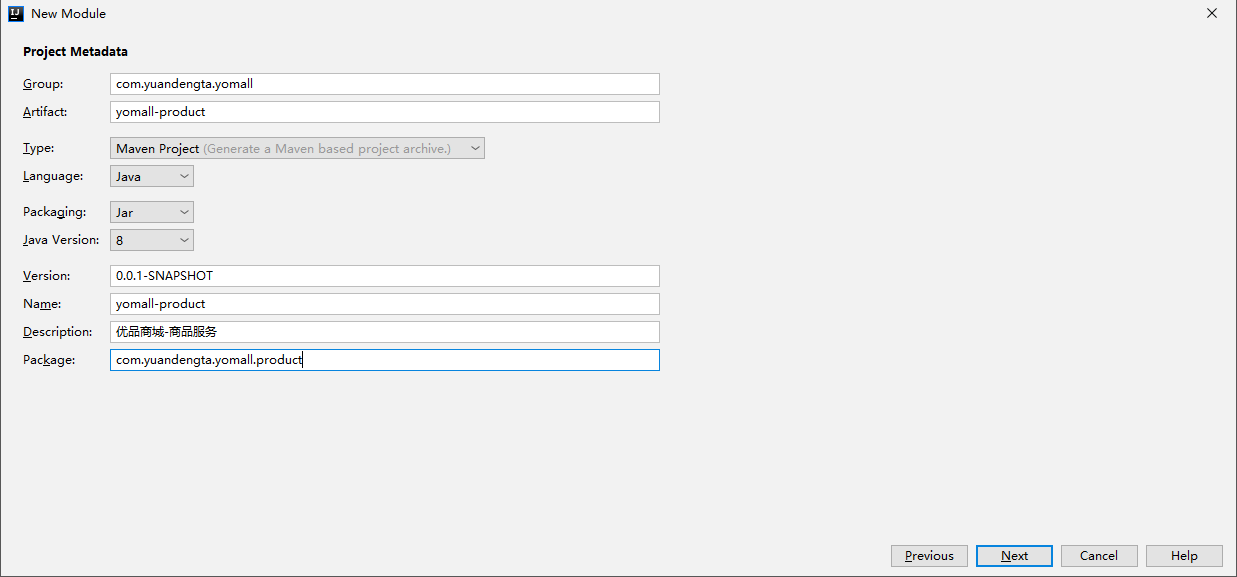 IJ New Module
Project Metadata
Group: com.yuandengta.yomall
Artifact: yomall-product
Type: Maven Project (Generate a Maven based project archive.)
Language: Java
Packaging: Jar
Java Version: 8
Version: 0.0.1-SNAPSHOT
Name: yomall-product
Description: 优品商城-商品服务
Package: com.yuandengta.yomall.product
Previous Next Cancel Help